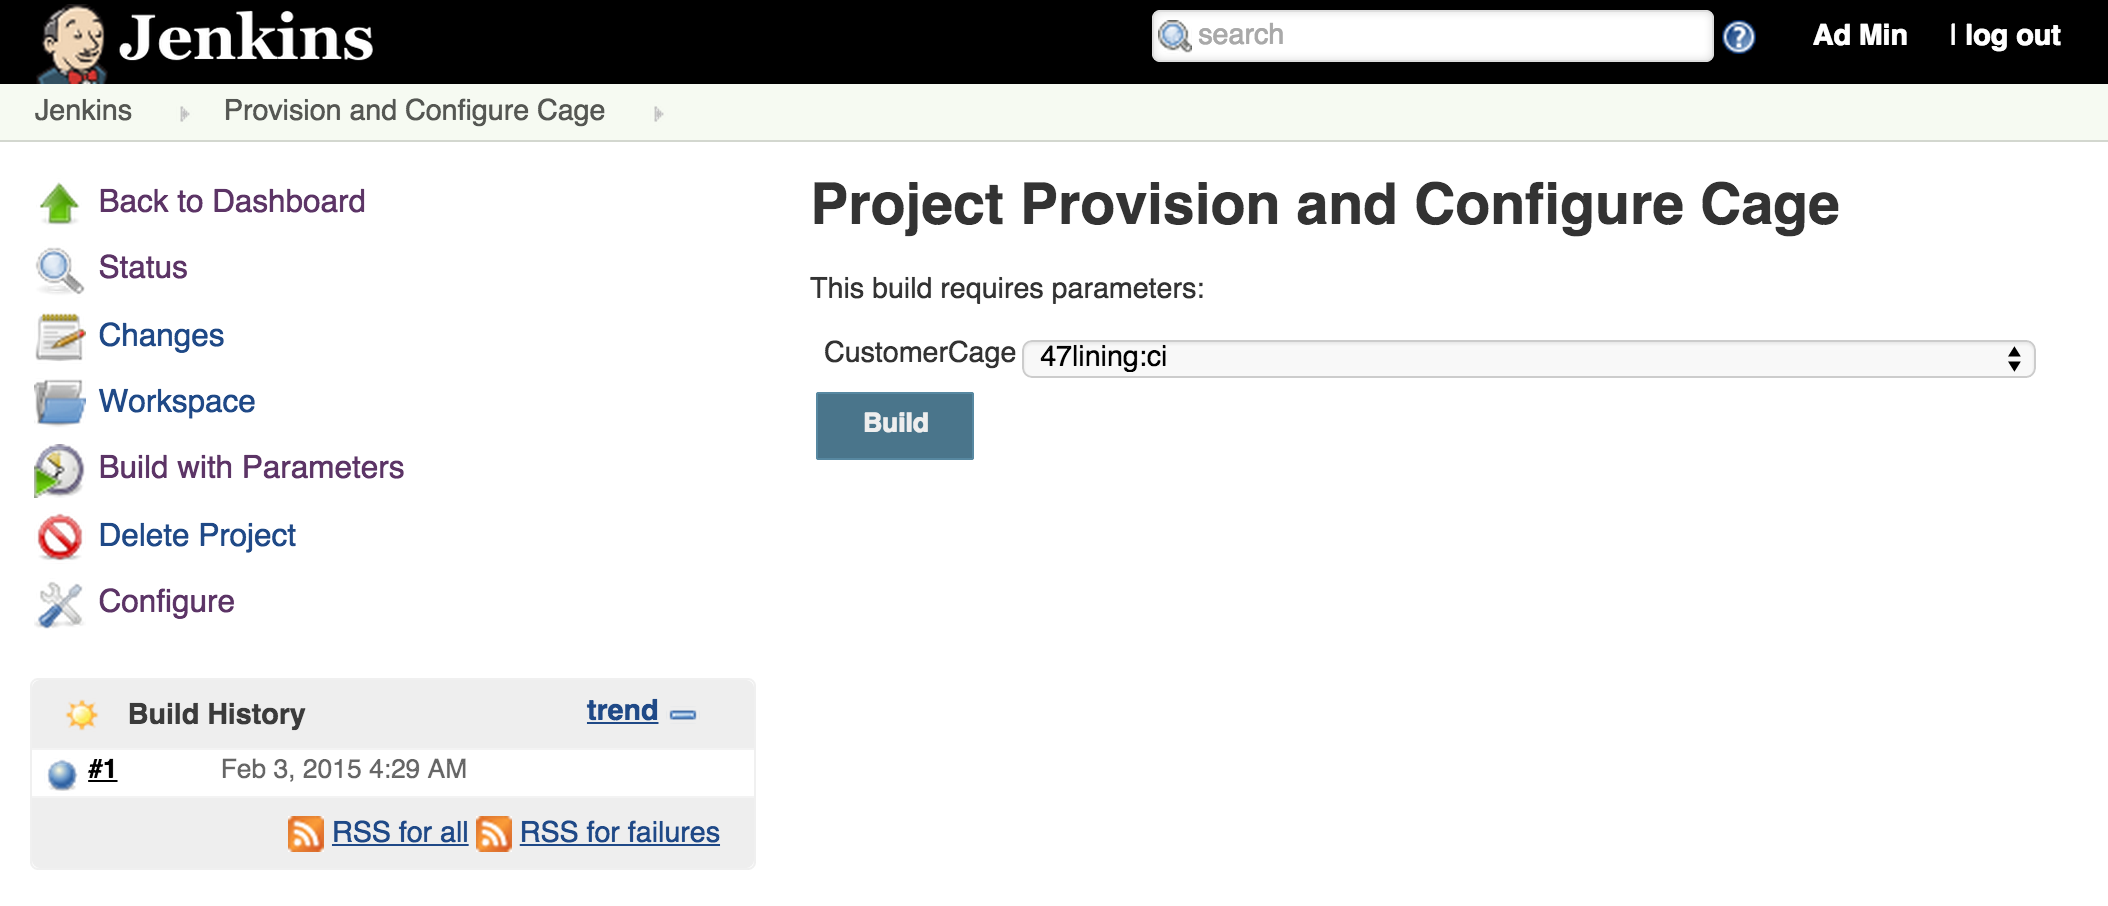 Jenkins
search
?
Ad Min | log out
Jenkins Provision and Configure Cage
Back to Dashboard
Status
Changes
Workspace
Build with Parameters
Delete Project
Configure
Build History trend
#1 Feb 3, 2015 4:29 AM
RSS for all RSS for failures
Project Provision and Configure Cage
This build requires parameters:
CustomerCage 47lining:ci
Build